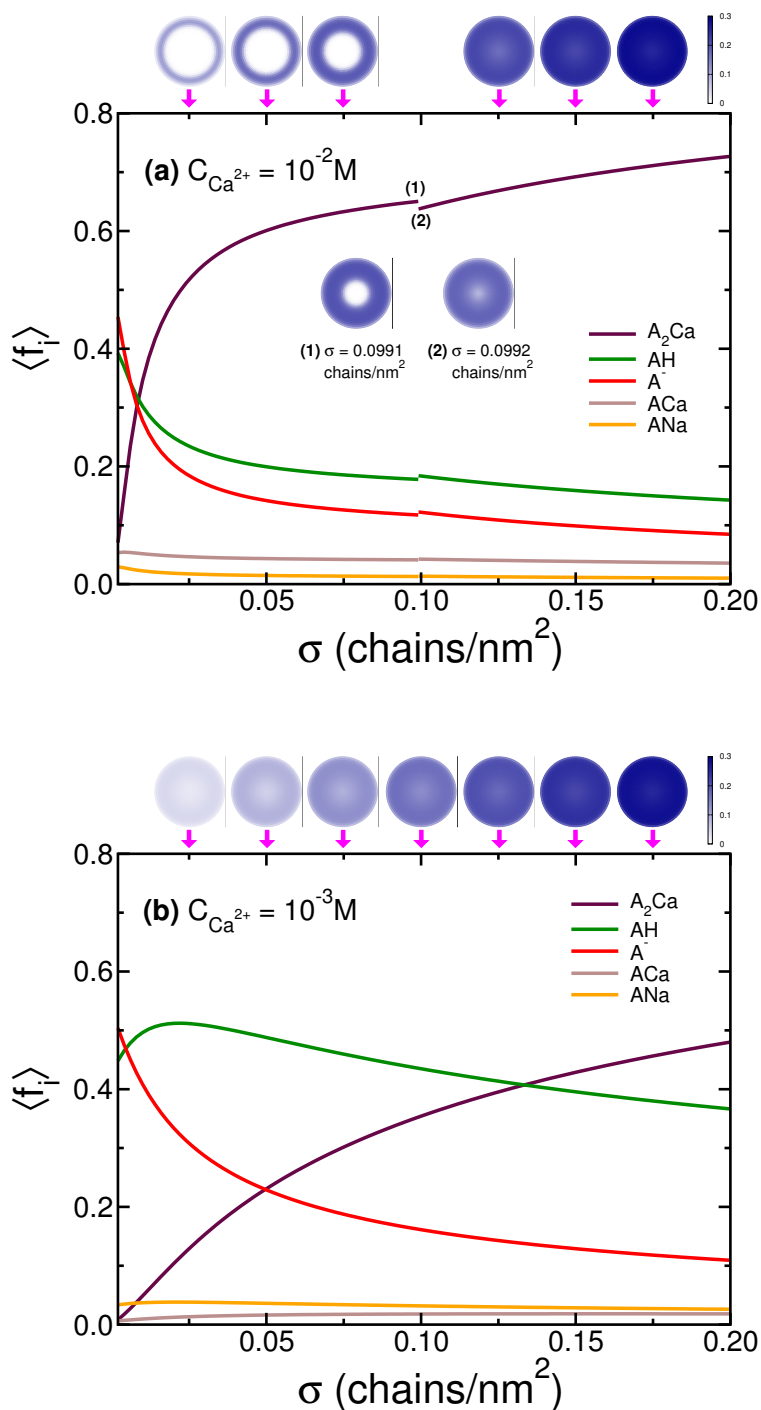 0.3
0.2
0.1
0
0.8
(a) C_Ca²⁺ = 10⁻²M
(1)
(2)
0.6
A₂Ca
(1) σ = 0.0991
chains/nm²
(2) σ = 0.0992
chains/nm²
AH
A⁻
ACa
ANa
0.4
⟨f_i⟩
0.2
0.0
0.05
0.10
0.15
0.20
σ (chains/nm²)
0.3
0.2
0.1
0
0.8
(b) C_Ca²⁺ = 10⁻³M
A₂Ca
AH
A⁻
ACa
ANa
0.6
0.4
⟨f_i⟩
0.2
0.0
0.05
0.10
0.15
0.20
σ (chains/nm²)